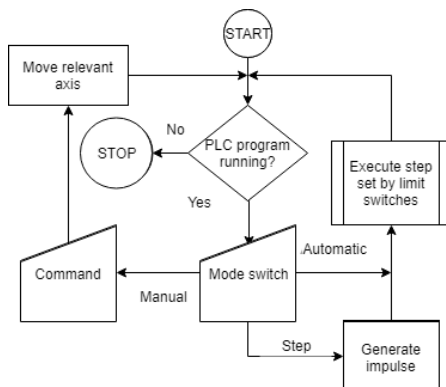 START
Move relevant
axis
No
PLC program
running?
STOP
Execute step
set by limit
switches
Yes
Automatic
Command
Manual
Mode switch
Step
Generate
impulse